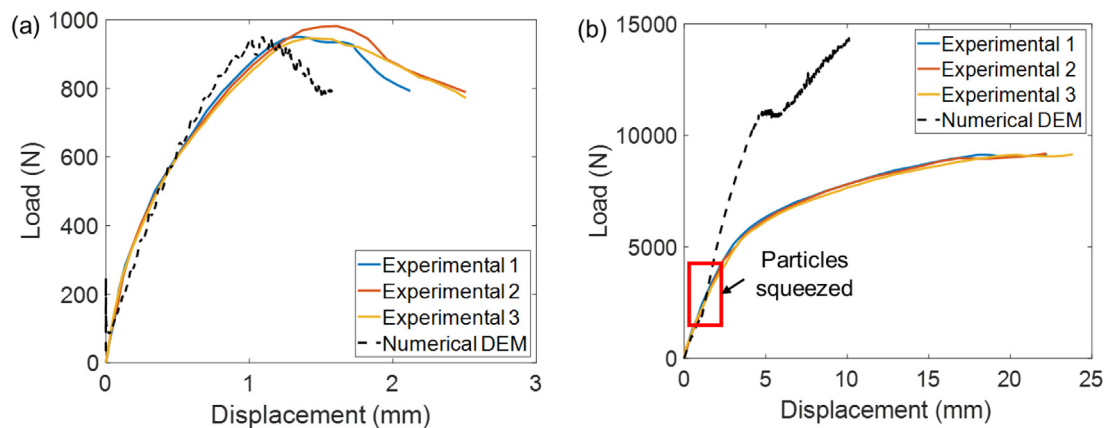 (a)
1000
800
600
400
200
0
Load (N)
0
1
2
3
Displacement (mm)
Experimental 1
Experimental 2
Experimental 3
Numerical DEM
(b)
15000
10000
5000
0
Load (N)
0
5
10
15
20
25
Displacement (mm)
Experimental 1
Experimental 2
Experimental 3
Numerical DEM
Particles
squeezed